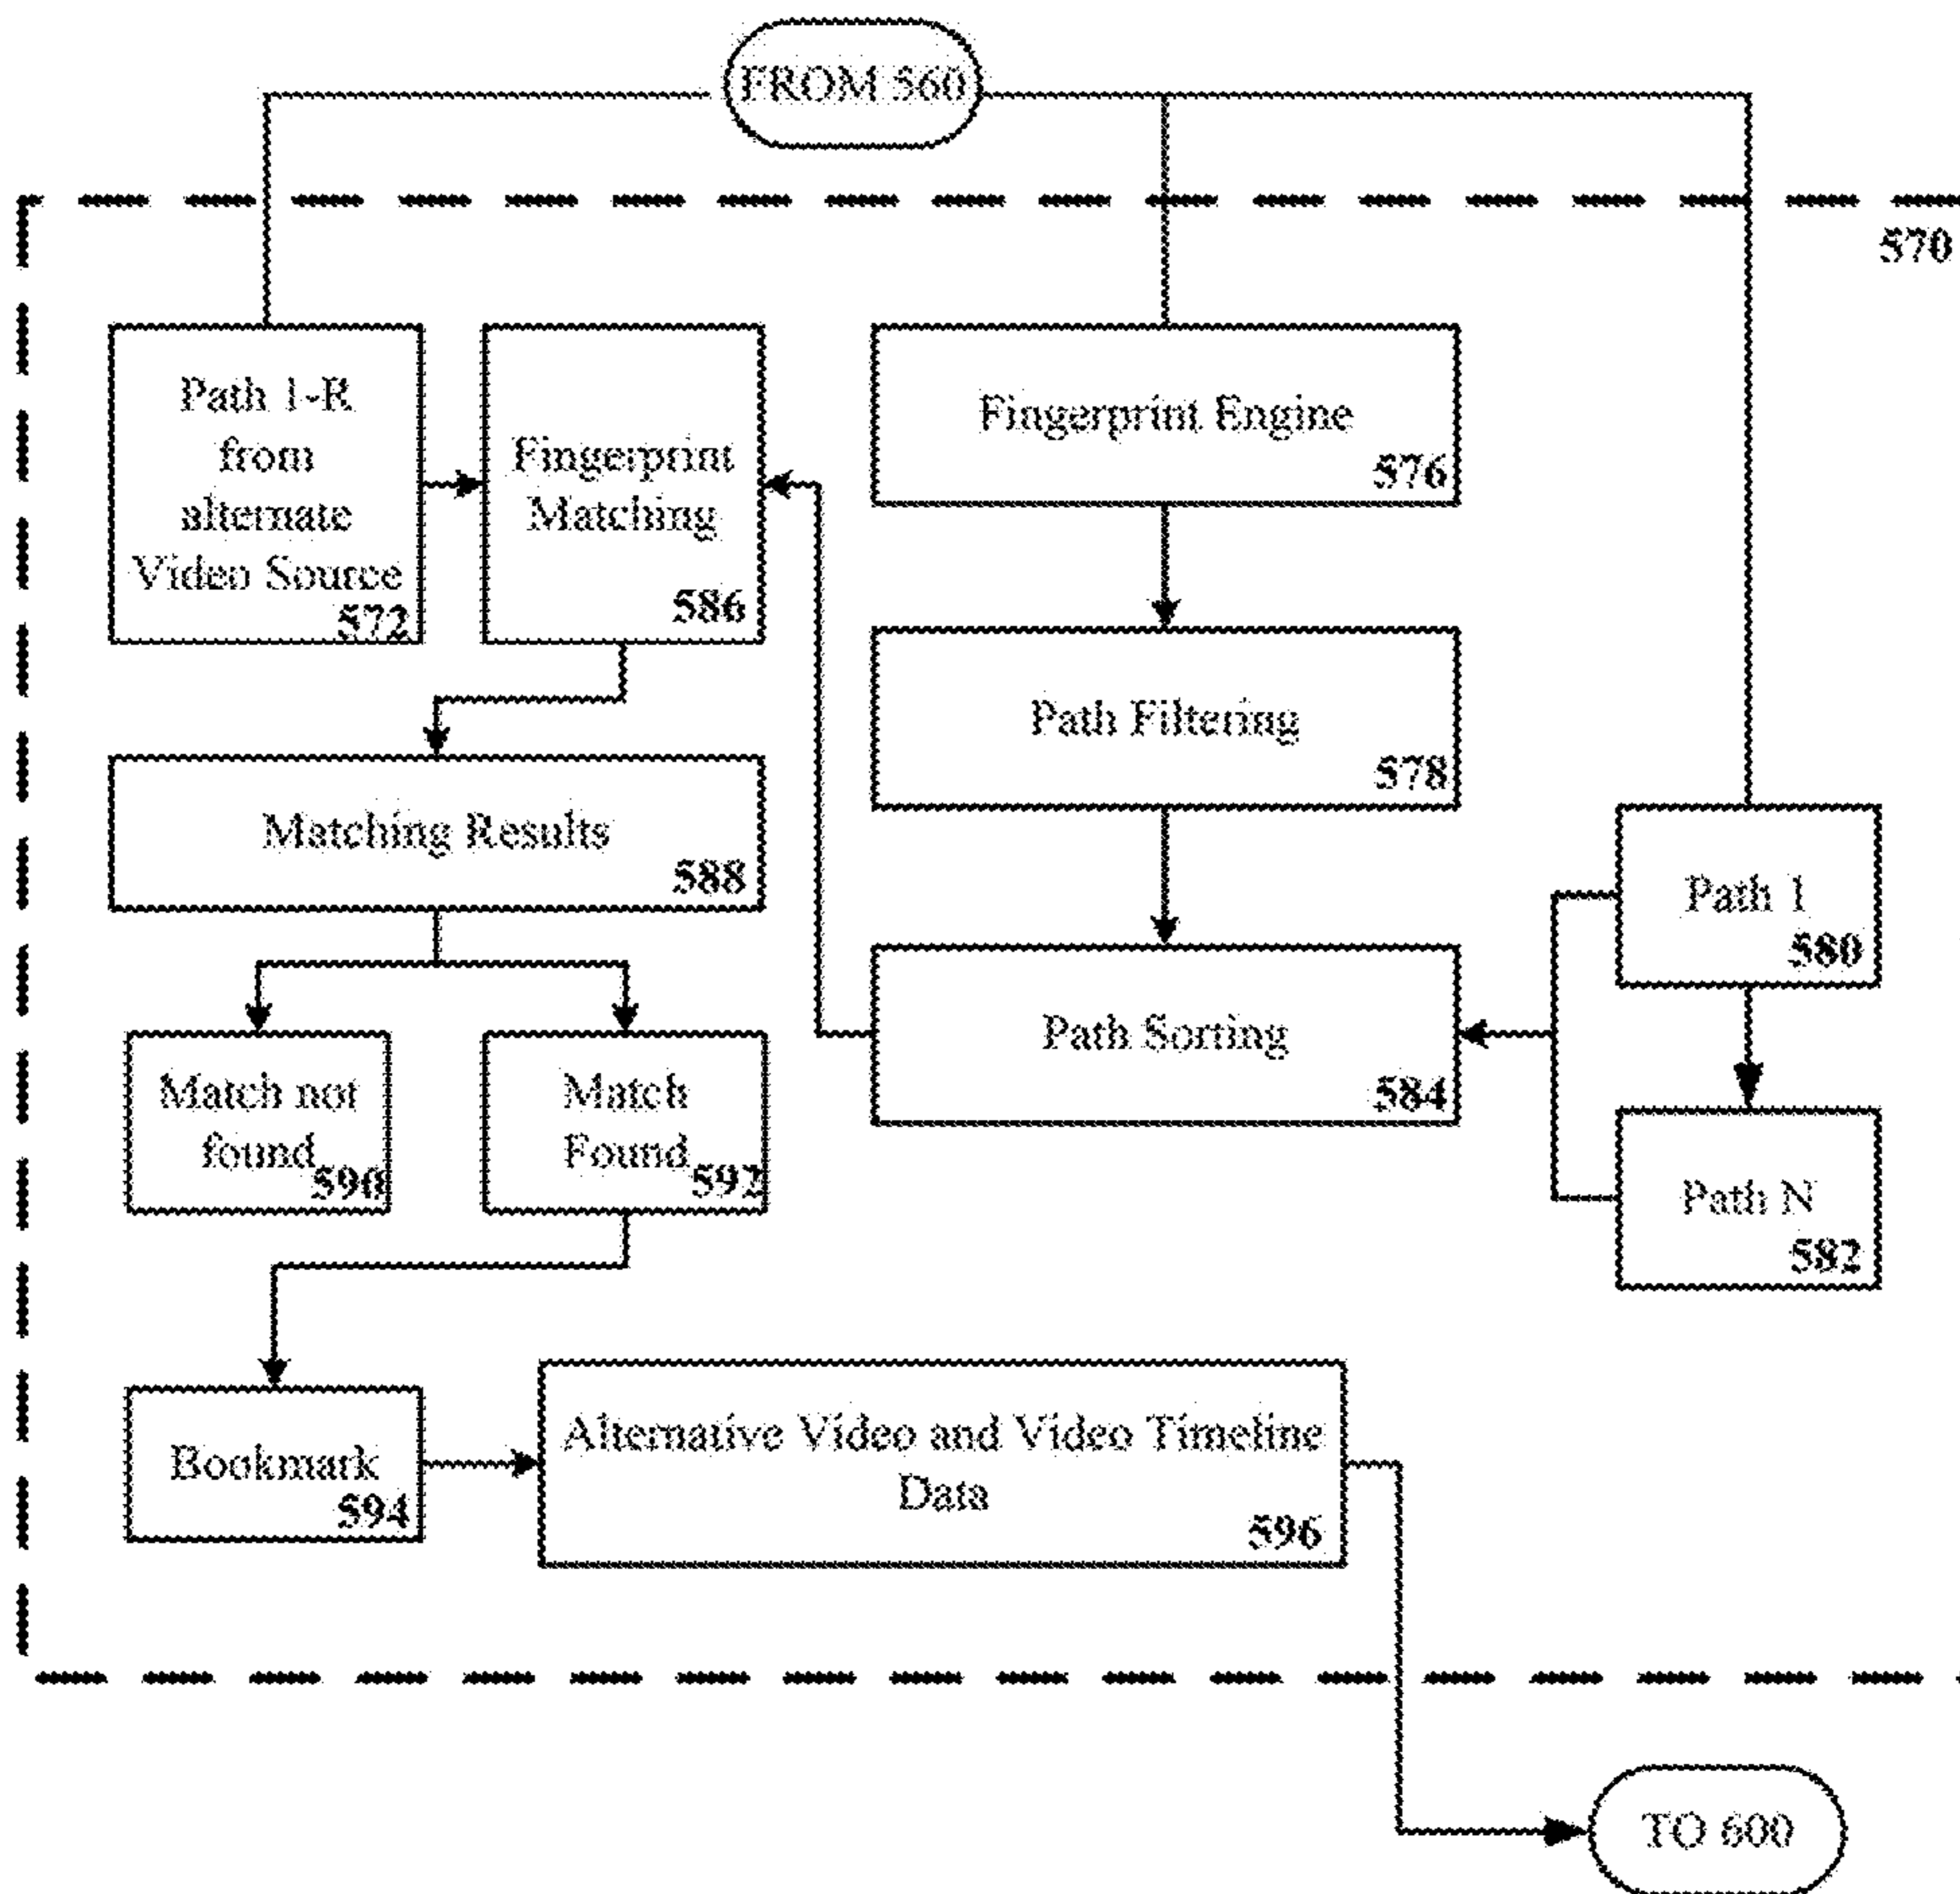 FROM 560
570
Path 1-R
from
alternate
Video Source
572
Fingerprint
Matching
586
Fingerprint Engine
576
Path Filtering
578
Matching Results
588
Path 1
580
Path Sorting
584
Match not
found
590
Match
Found
592
Path N
582
Bookmark
594
Alternative Video and Video Timeline
Data
596
TO 600